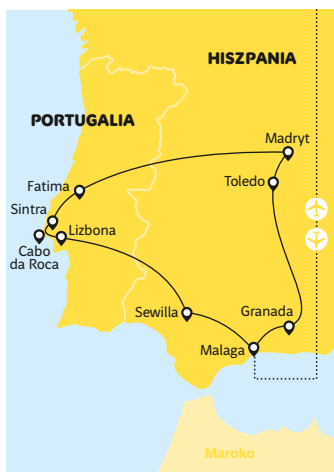 HISZPANIA
PORTUGALIA
Madryt
Toledo
Fatima
Sintra
Lizbona
Cabo
da Roca
Sewilla
Granada
Malaga
Maroko